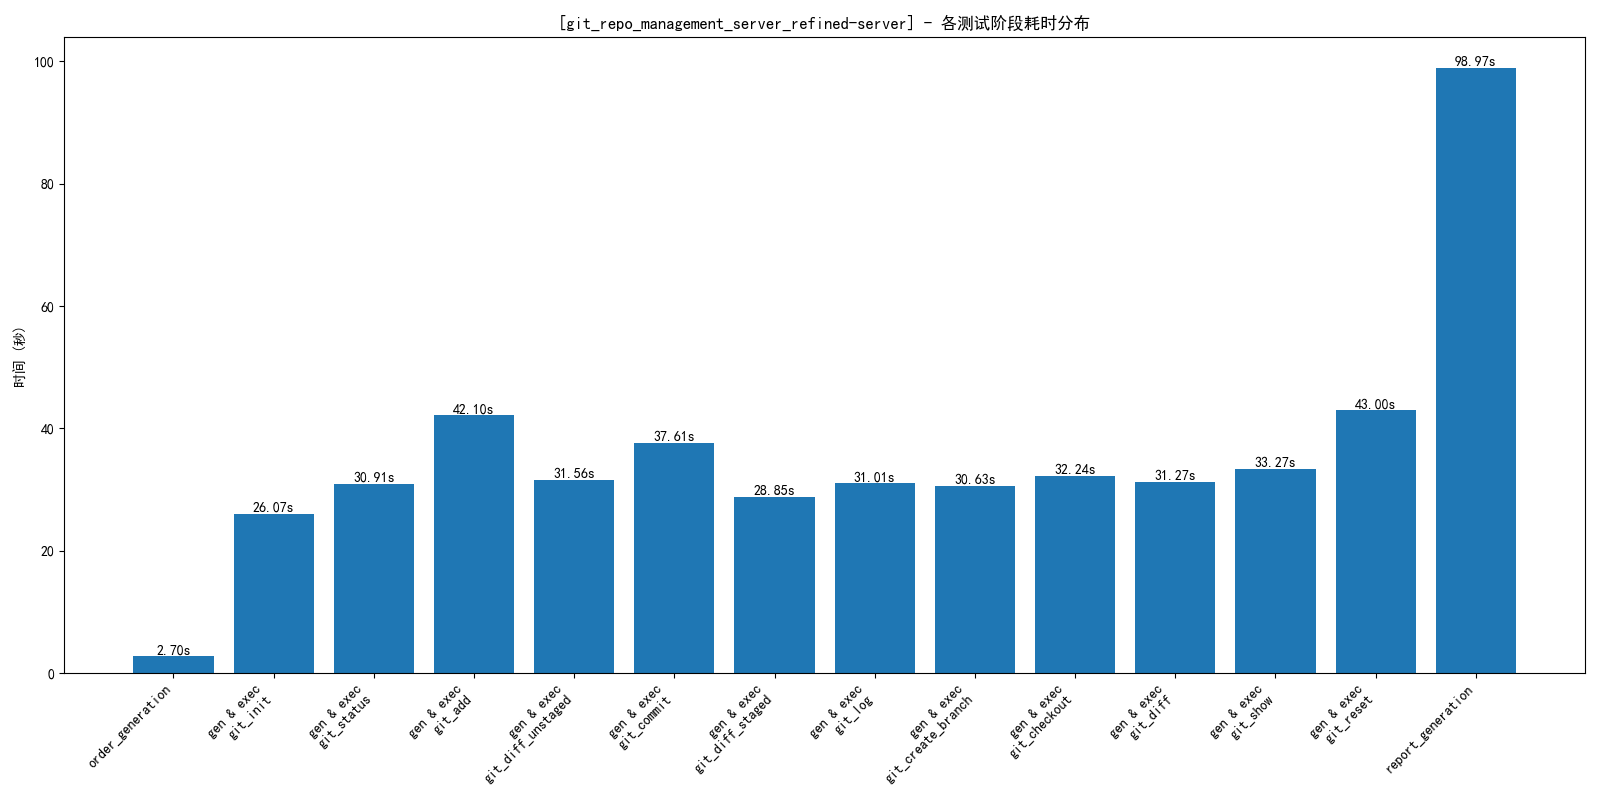 [git_repo_management_server_refined-server] - 各测试阶段耗时分布
时间 (秒)
100
80
60
40
20
0
2.70s
26.07s
30.91s
42.10s
31.56s
37.61s
28.85s
31.01s
30.63s
32.24s
31.27s
33.27s
43.00s
98.97s
order_generation
gen & exec
git_init
gen & exec
git_status
gen & exec
git_add
gen & exec
git_diff_unstaged
gen & exec
git_commit
gen & exec
git_diff_staged
gen & exec
git_log
gen & exec
git_create_branch
gen & exec
git_checkout
gen & exec
git_diff
gen & exec
git_show
gen & exec
git_reset
report_generation